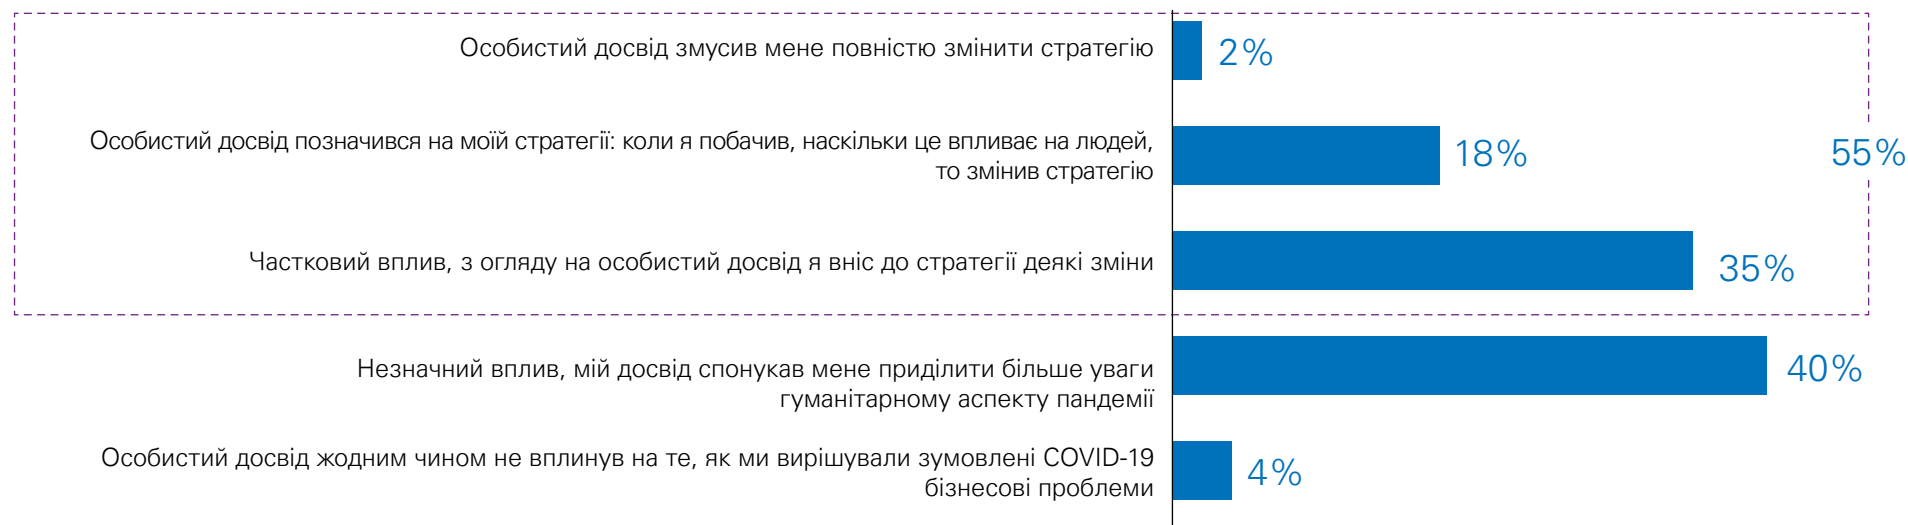 Особистий досвід змусив мене повністю змінити стратегію
2%
Особистий досвід позначився на моїй стратегії: коли я побачив, наскільки це впливає на людей,
то змінив стратегію
18%
55%
Частковий вплив, з огляду на особистий досвід я вніс до стратегії деякі зміни
35%
Незначний вплив, мій досвід спонукав мене приділити більше уваги
гуманітарному аспекту пандемії
40%
Особистий досвід жодним чином не вплинув на те, як ми вирішували зумовлені COVID-19
бізнесові проблеми
4%